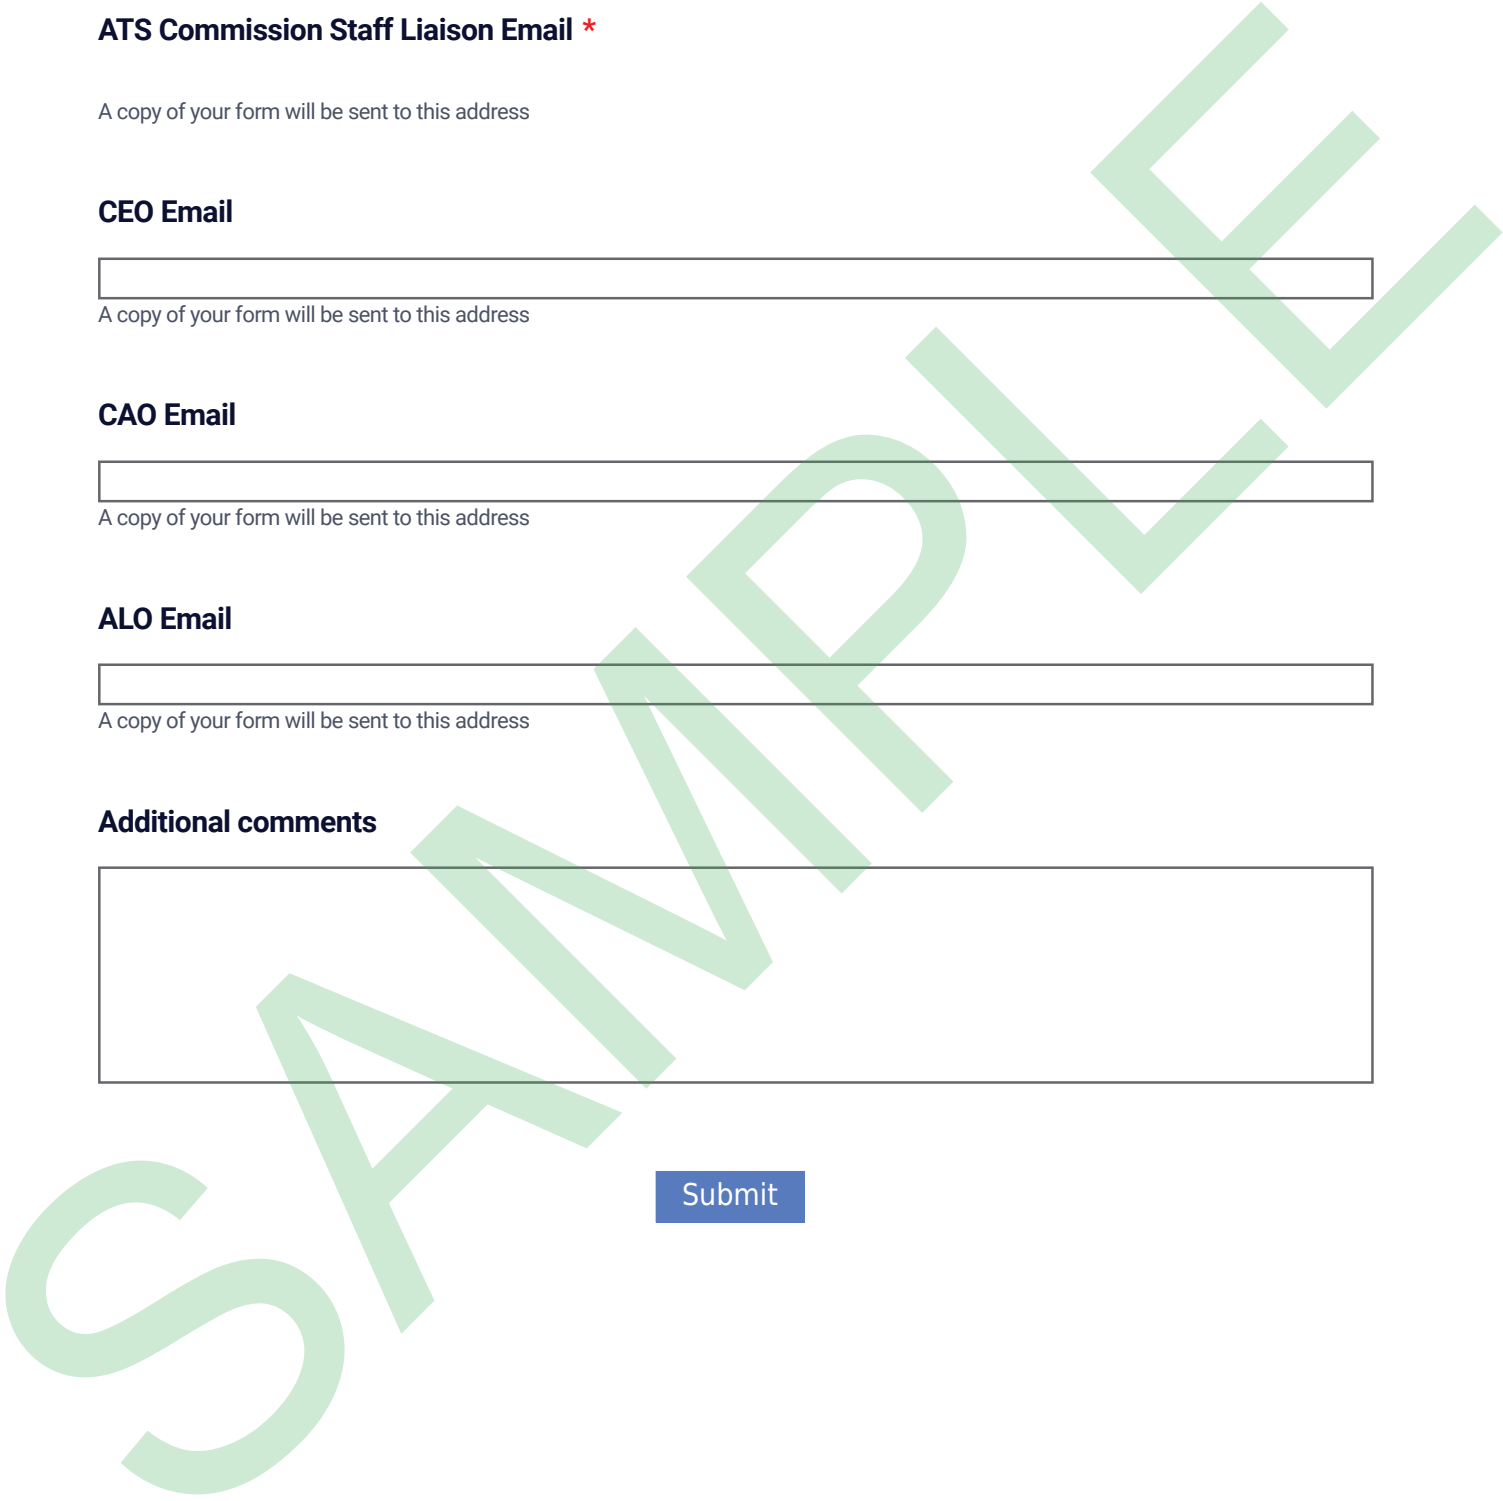 ATS Commission Staff Liaison Email *
A copy of your form will be sent to this address
CEO Email
A copy of your form will be sent to this address
CAO Email
A copy of your form will be sent to this address
ALO Email
A copy of your form will be sent to this address
Additional comments
Submit
SAMPLE